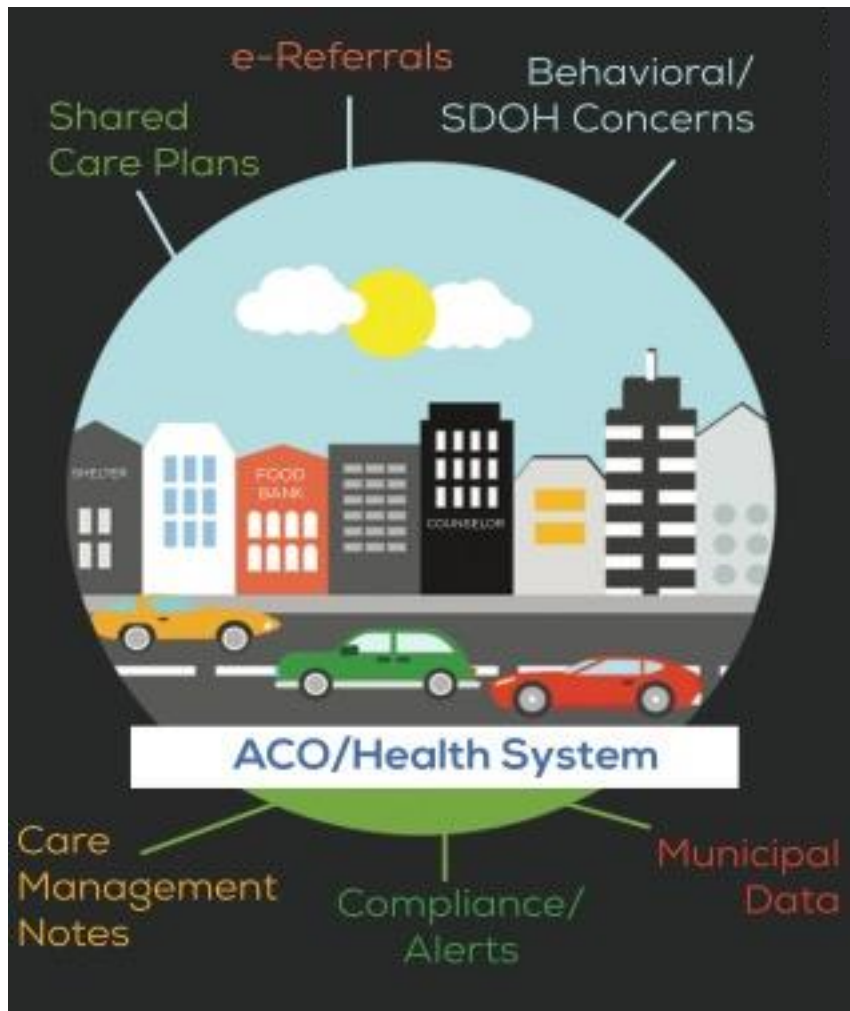 e-Referrals
Behavioral/
SDOH Concerns
Shared
Care Plans
SHELTER
FOOD
BANK
COUNSELOR
ACO/Health System
Care
Management
Notes
Compliance/
Alerts
Municipal
Data